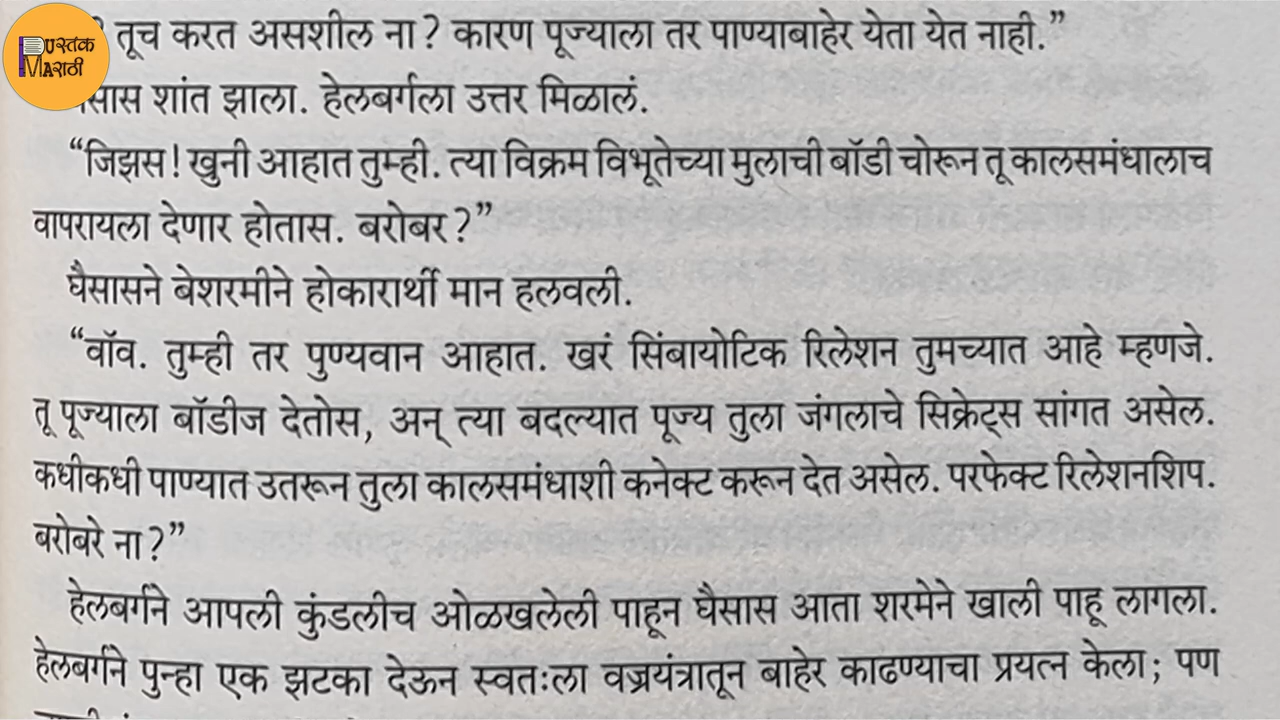 PUSTAK
MARATHI
तूच करत असशील ना? कारण पूज्याला तर पाण्याबाहेर येता येत नाही.”
शांत झाला. हेलबर्गला उत्तर मिळालं.
“जिझस! खुनी आहात तुम्ही. त्या विक्रम विभूतेच्या मुलाची बॉडी चोरून तू कालसमंधालाच
वापरायला देणार होतास. बरोबर?”
घैसासने बेशरमीने होकारार्थी मान हलवली.
“वॉव. तुम्ही तर पुण्यवान आहात. खरं सिंबायोटिक रिलेशन तुमच्यात आहे म्हणजे.
तू पूज्याला बॉडीज देतोस, अन् त्या बदल्यात पूज्य तुला जंगलाचे सिक्रेट्स सांगत असेल.
कधीकधी पाण्यात उतरून तुला कालसमंधाशी कनेक्ट करून देत असेल. परफेक्ट रिलेशनशिप.
बरोबरे ना?”
हेलबर्गने आपली कुंडलीच ओळखलेली पाहून घैसास आता शरमेने खाली पाहू लागला.
हेलबर्गने पुन्हा एक झटका देऊन स्वतःला वज्रयंत्रातून बाहेर काढण्याचा प्रयत्न केला; पण